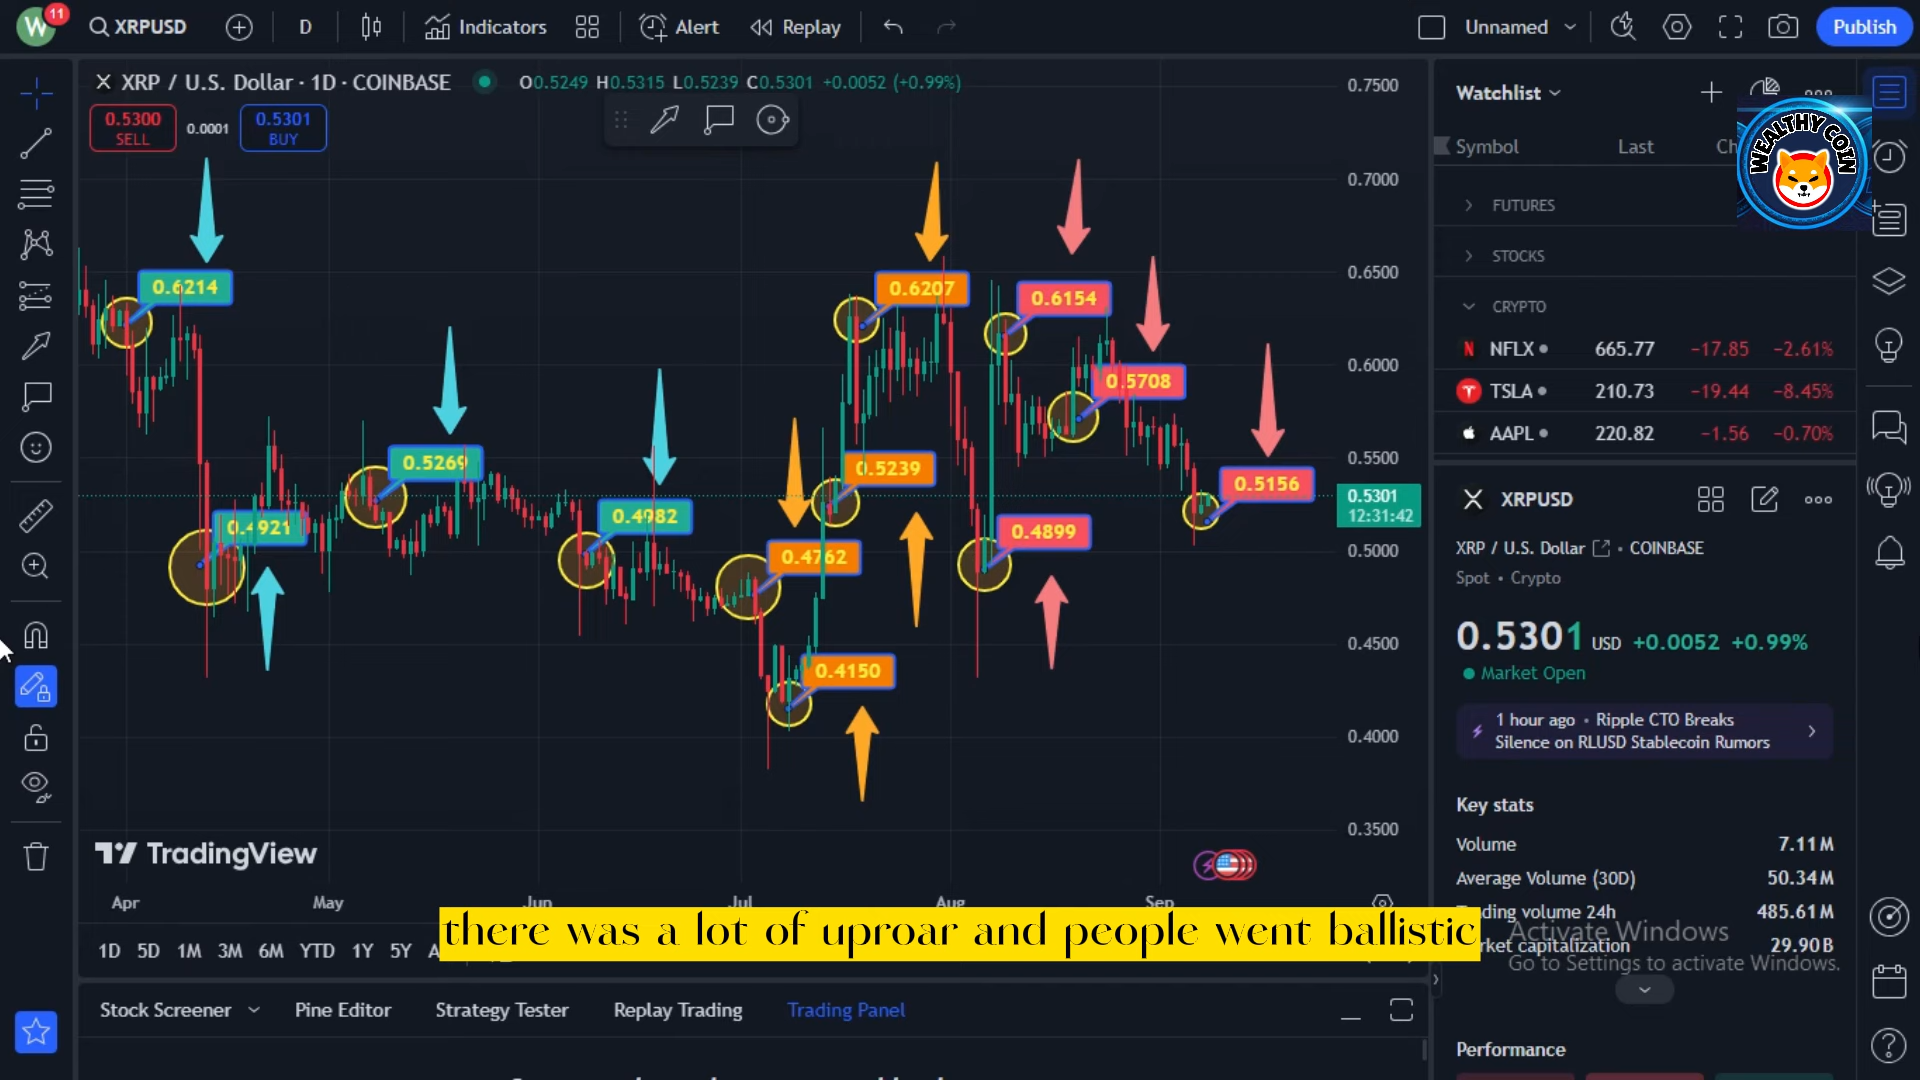 W 11 XRPUSD D Indicators Alert Replay Unnamed Publish
X XRP / U.S. Dollar · 1D · COINBASE O0.5249 H0.5315 L0.5239 C0.5301 +0.0052 (+0.99%)
0.5300 SELL 0.0001 0.5301 BUY
0.7500
0.7000
0.6500
0.6000
0.5500
0.5301
12:31:42
0.5000
0.4500
0.4000
0.3500
0.6214
0.4921
0.5269
0.4982
0.4762
0.4150
0.5239
0.6207
0.6154
0.4899
0.5708
0.5156
TradingView
Apr May Jun Jul Aug Sep
there was a lot of uproar and people went ballistic
1D 5D 1M 3M 6M YTD 1Y 5Y
Stock Screener Pine Editor Strategy Tester Replay Trading Trading Panel
Watchlist
WEALTHY COIN
Symbol Last
FUTURES
STOCKS
CRYPTO
NFLX 665.77 −17.85 −2.61%
TSLA 210.73 −19.44 −8.45%
AAPL 220.82 −1.56 −0.70%
XRPUSD
XRP / U.S. Dollar · COINBASE
Spot · Crypto
0.5301 USD +0.0052 +0.99%
Market Open
1 hour ago · Ripple CTO Breaks
Silence on RLUSD Stablecoin Rumors
Key stats
Volume 7.11M
Average Volume (30D) 50.34M
volume 24h 485.61M
capitalization 29.90B
Activate Windows
Go to Settings to activate Windows.
Performance